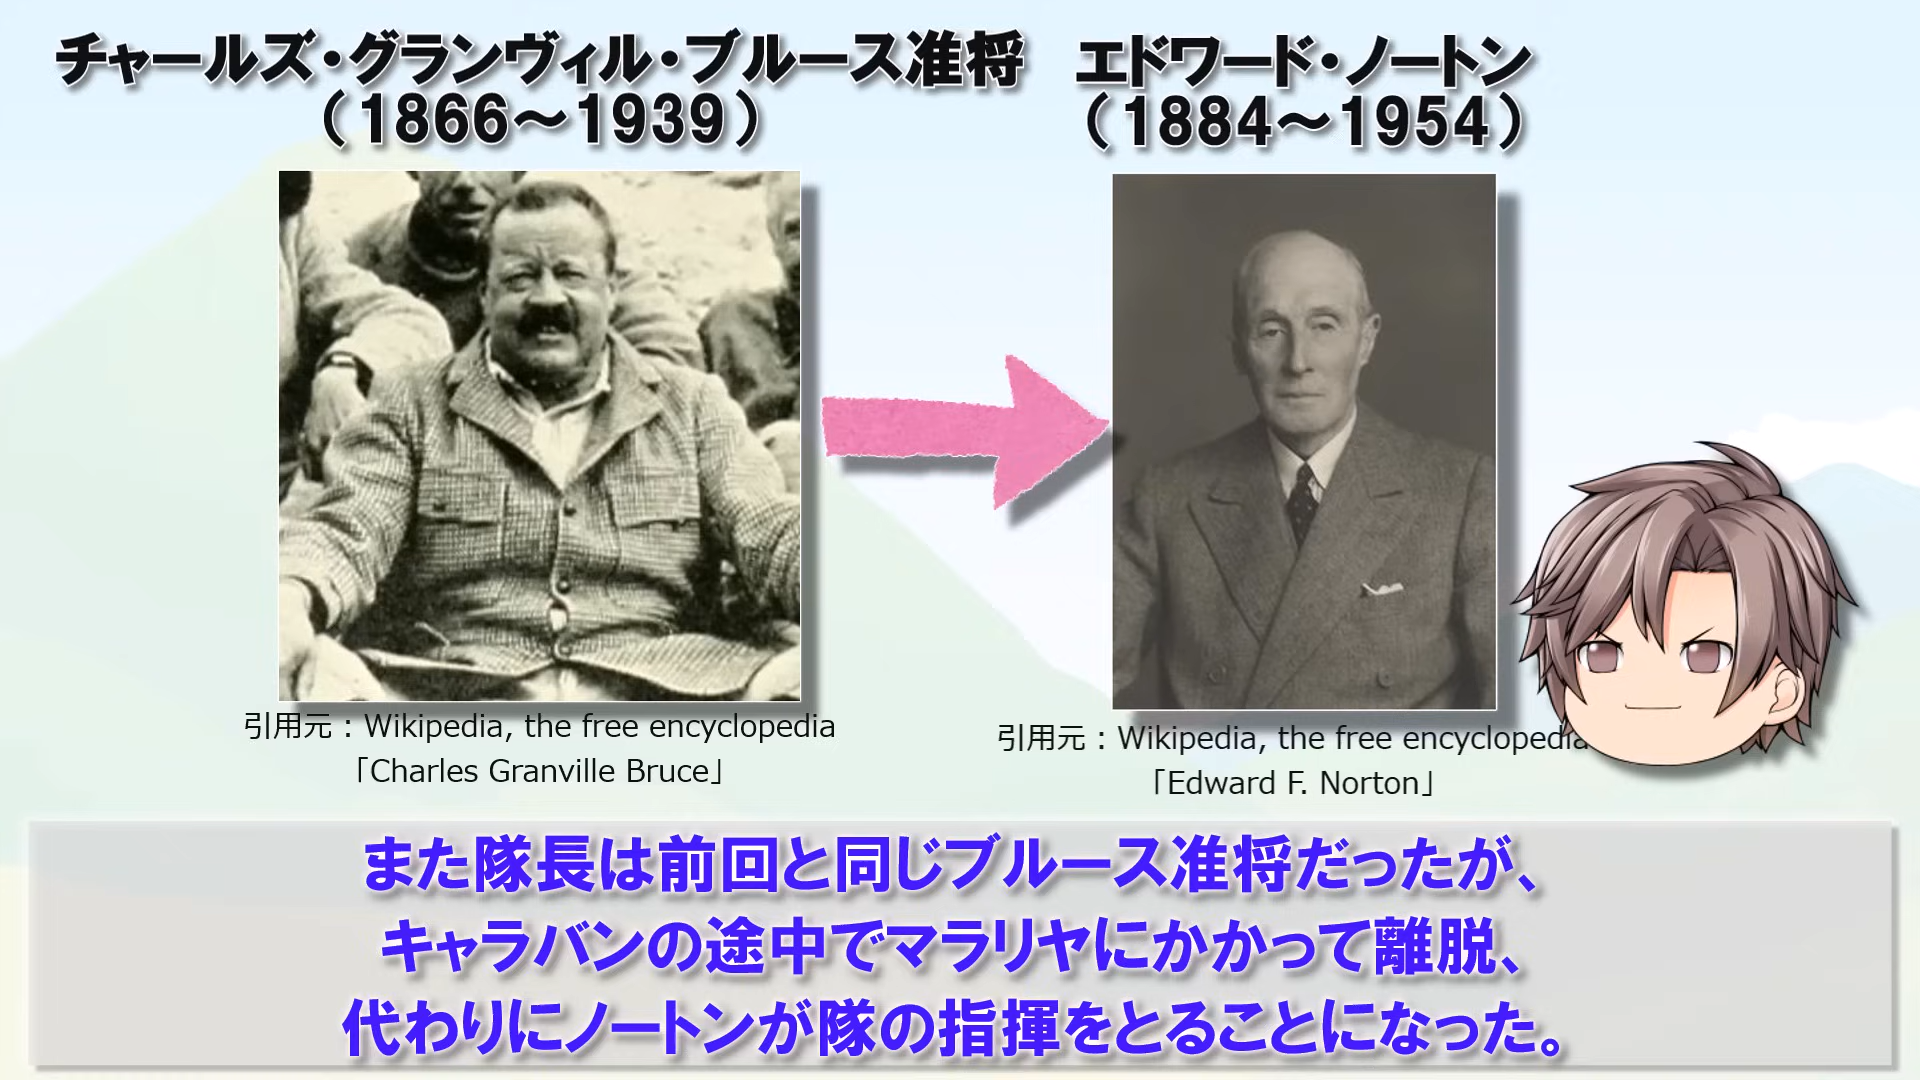 チャールズ・グランヴィル・ブルース准将
（1866～1939）
エドワード・ノートン
（1884～1954）
引用元：Wikipedia, the free encyclopedia
「Charles Granville Bruce」
引用元：Wikipedia, the free encyclopedia
「Edward F. Norton」
また隊長は前回と同じブルース准将だったが、
キャラバンの途中でマラリヤにかかって離脱、
代わりにノートンが隊の指揮をとることになった。